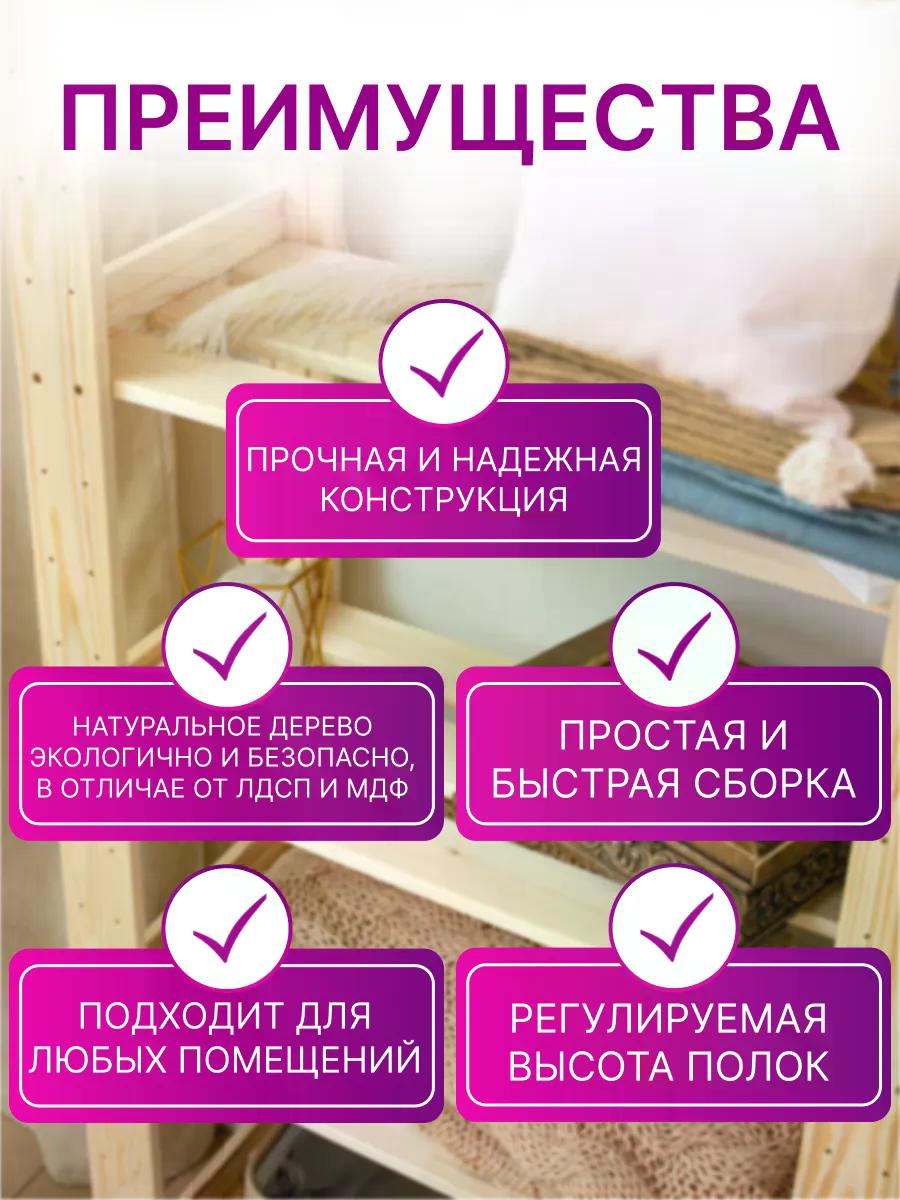 ПРЕИМУЩЕСТВА
ПРОЧНАЯ И НАДЕЖНАЯ
КОНСТРУКЦИЯ
НАТУРАЛЬНОЕ ДЕРЕВО
ЭКОЛОГИЧНО И БЕЗОПАСНО,
В ОТЛИЧАЕ ОТ ЛДСП И МДФ
ПРОСТАЯ И
БЫСТРАЯ СБОРКА
ПОДХОДИТ ДЛЯ
ЛЮБЫХ ПОМЕЩЕНИЙ
РЕГУЛИРУЕМАЯ
ВЫСОТА ПОЛОК